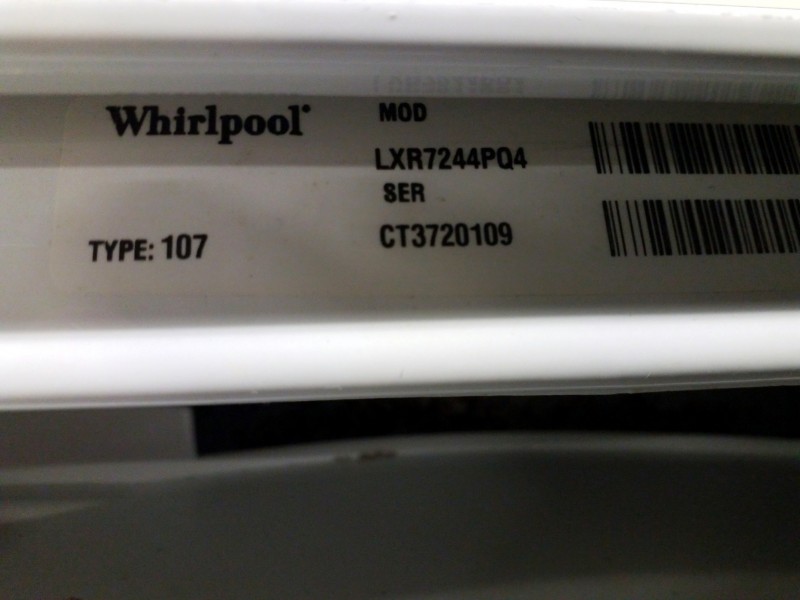 Whirlpool
MOD
LXR7244PQ4
SER
CT3720109
TYPE: 107